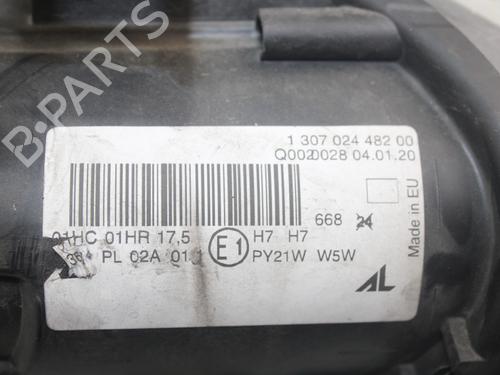 B-PARTS
1 307 024 482 00
Q0020028 04.01.20
668 24
Made in EU
01HC 01HR 17,5 H7 H7
PL 02A 01 E1 PY21W W5W
AL